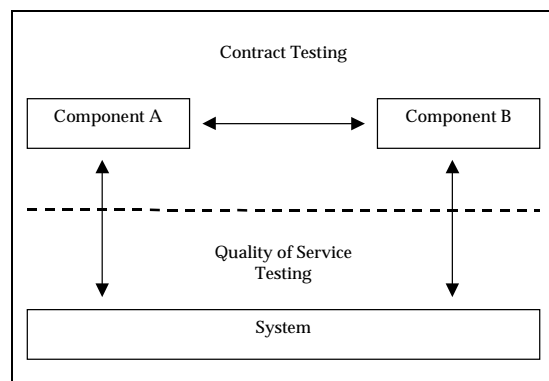 Contract Testing
Component A
Component B
Quality of Service
Testing
System